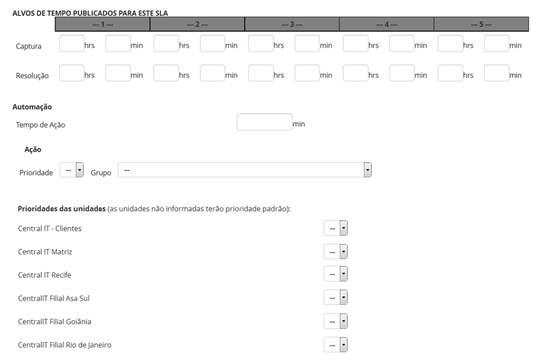 ALVOS DE TEMPO PUBLICADOS PARA ESTE SLA
--- 1 --- --- 2 --- --- 3 --- --- 4 --- --- 5 ---
Captura hrs min hrs min hrs min hrs min hrs min
Resolução hrs min hrs min hrs min hrs min hrs min
Automação
Tempo de Ação min
Ação
Prioridade -- Grupo --
Prioridades das unidades (as unidades não informadas terão prioridade padrão):
Central IT - Clientes --
Central IT Matriz --
Central IT Recife --
CentralIT Filial Asa Sul --
CentralIT Filial Goiânia --
CentralIT Filial Rio de Janeiro --